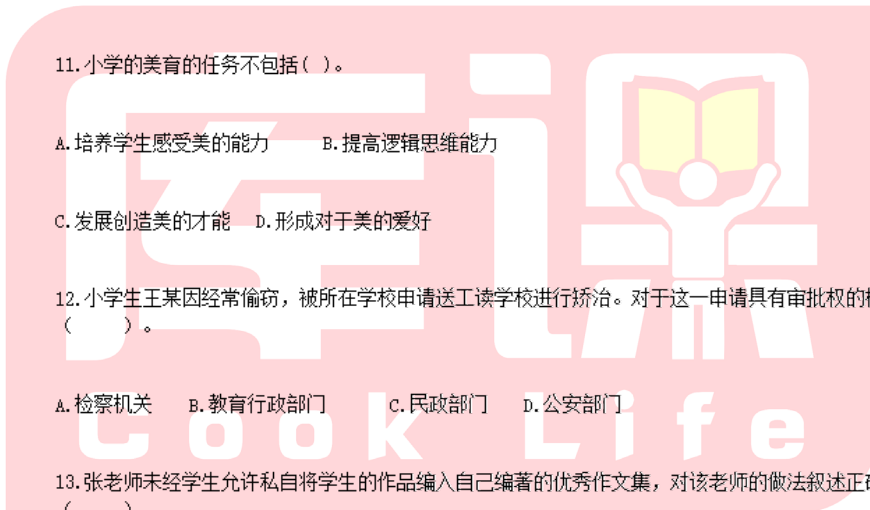 11.小学的美育的任务不包括( )。
A.培养学生感受美的能力 B.提高逻辑思维能力
C.发展创造美的才能 D.形成对于美的爱好
12.小学生王某因经常偷窃，被所在学校申请送工读学校进行矫治。对于这一申请具有审批权的
( )。
A.检察机关 B.教育行政部门 C.民政部门 D.公安部门
13.张老师未经学生允许私自将学生的作品编入自己编著的优秀作文集，对该老师的做法叙述正
( )
库课
Cook Life